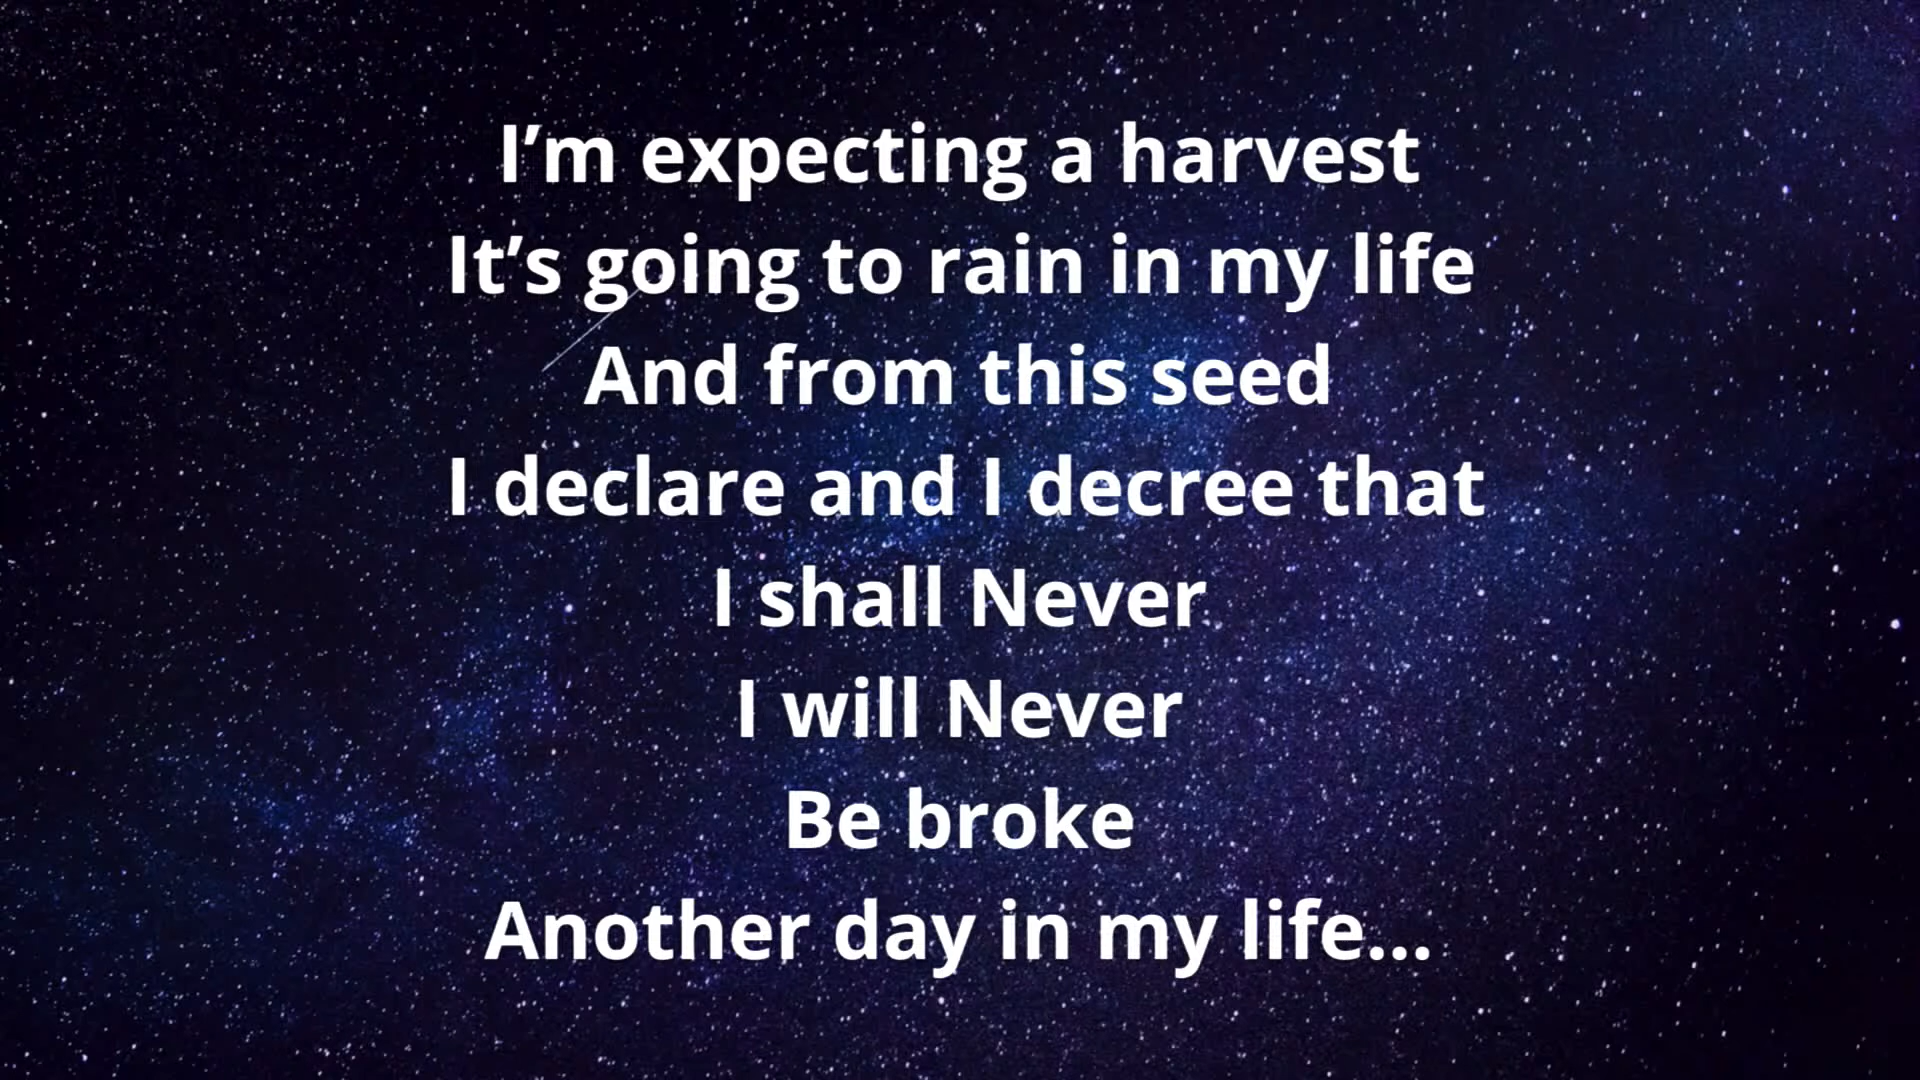 I’m expecting a harvest
It’s going to rain in my life
And from this seed
I declare and I decree that
I shall Never
I will Never
Be broke
Another day in my life...